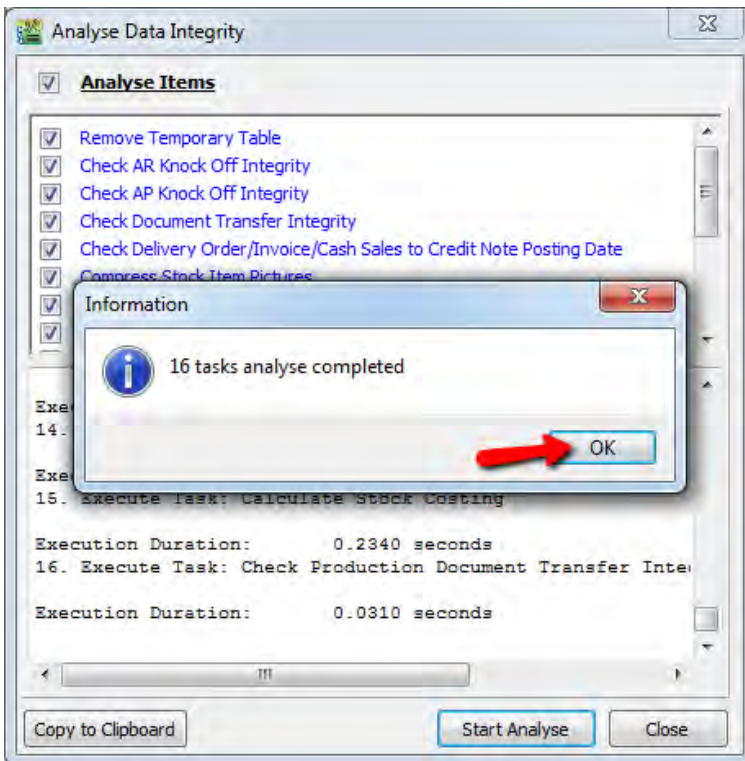 Analyse Data Integrity
Analyse Items
Remove Temporary Table
Check AR Knock Off Integrity
Check AP Knock Off Integrity
Check Document Transfer Integrity
Check Delivery Order/Invoice/Cash Sales to Credit Note Posting Date
Compress Stock Item Pictures
Information
16 tasks analyse completed
OK
14.
15. Execute Task: Calculate Stock Costing
Execution Duration: 0.2340 seconds
16. Execute Task: Check Production Document Transfer
Execution Duration: 0.0310 seconds
Copy to Clipboard
Start Analyse
Close